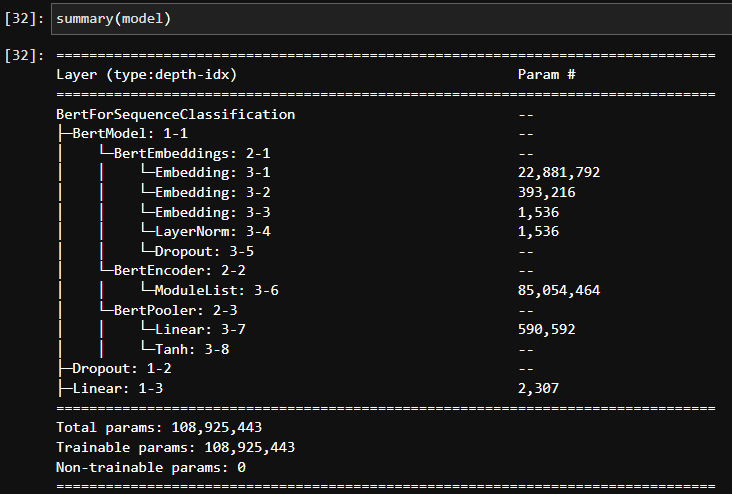 [32]: summary(model)
[32]: ================================================================================
Layer (type:depth-idx) Param #
================================================================================
BertForSequenceClassification --
├─BertModel: 1-1 --
│ └─BertEmbeddings: 2-1 --
│ │ └─Embedding: 3-1 22,881,792
│ │ └─Embedding: 3-2 393,216
│ │ └─Embedding: 3-3 1,536
│ │ └─LayerNorm: 3-4 1,536
│ │ └─Dropout: 3-5 --
│ └─BertEncoder: 2-2 --
│ │ └─ModuleList: 3-6 85,054,464
│ └─BertPooler: 2-3 --
│ │ └─Linear: 3-7 590,592
│ │ └─Tanh: 3-8 --
├─Dropout: 1-2 --
├─Linear: 1-3 2,307
================================================================================
Total params: 108,925,443
Trainable params: 108,925,443
Non-trainable params: 0
================================================================================